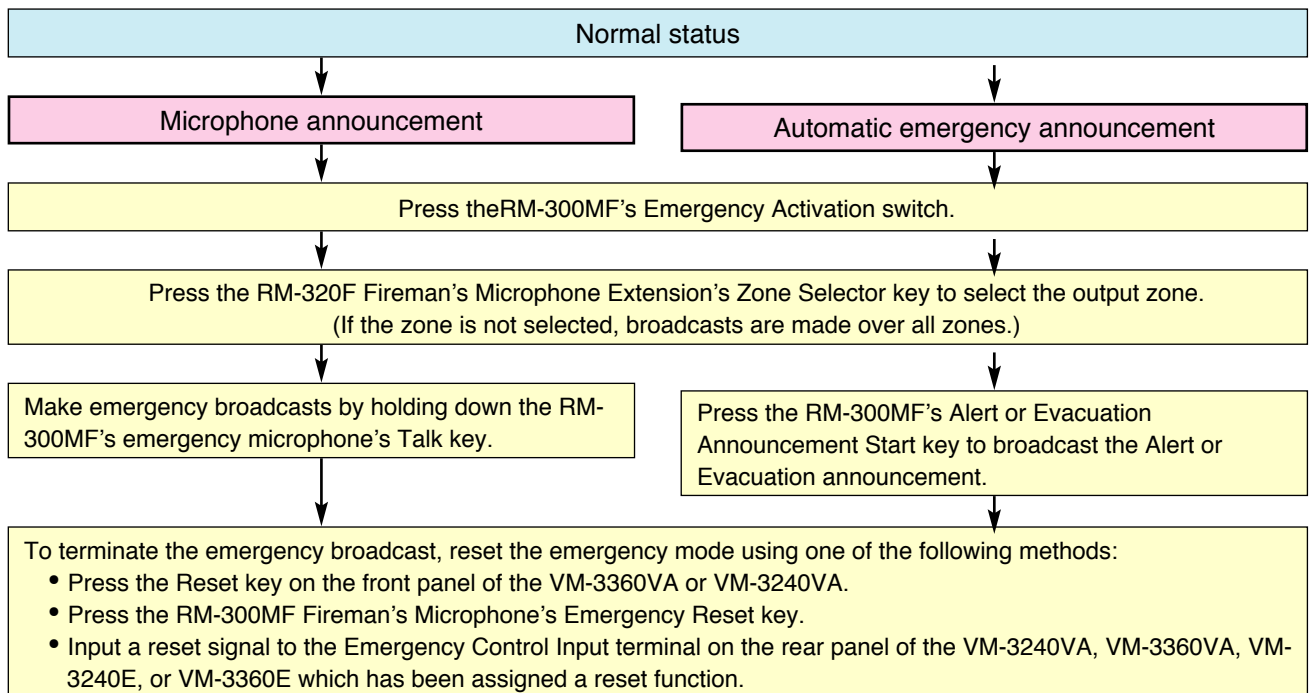 Normal status
Microphone announcement
Automatic emergency announcement
Press theRM-300MF’s Emergency Activation switch.
Press the RM-320F Fireman’s Microphone Extension’s Zone Selector key to select the output zone.
(If the zone is not selected, broadcasts are made over all zones.)
Make emergency broadcasts by holding down the RM-
300MF’s emergency microphone’s Talk key.
Press the RM-300MF’s Alert or Evacuation
Announcement Start key to broadcast the Alert or
Evacuation announcement.
To terminate the emergency broadcast, reset the emergency mode using one of the following methods:
• Press the Reset key on the front panel of the VM-3360VA or VM-3240VA.
• Press the RM-300MF Fireman’s Microphone’s Emergency Reset key.
• Input a reset signal to the Emergency Control Input terminal on the rear panel of the VM-3240VA, VM-3360VA, VM-
3240E, or VM-3360E which has been assigned a reset function.